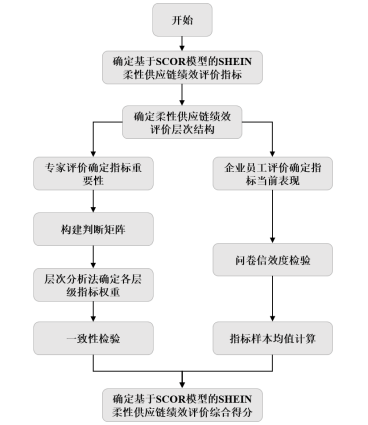 开始
确定基于SCOR模型的SHEIN
柔性供应链绩效评价指标
确定柔性供应链绩效
评价层次结构
专家评价确定指标重
要性
企业员工评价确定指
标当前表现
构建判断矩阵
问卷信效度检验
层次分析法确定各层
级指标权重
一致性检验
指标样本均值计算
确定基于SCOR模型的SHEIN
柔性供应链绩效评价综合得分